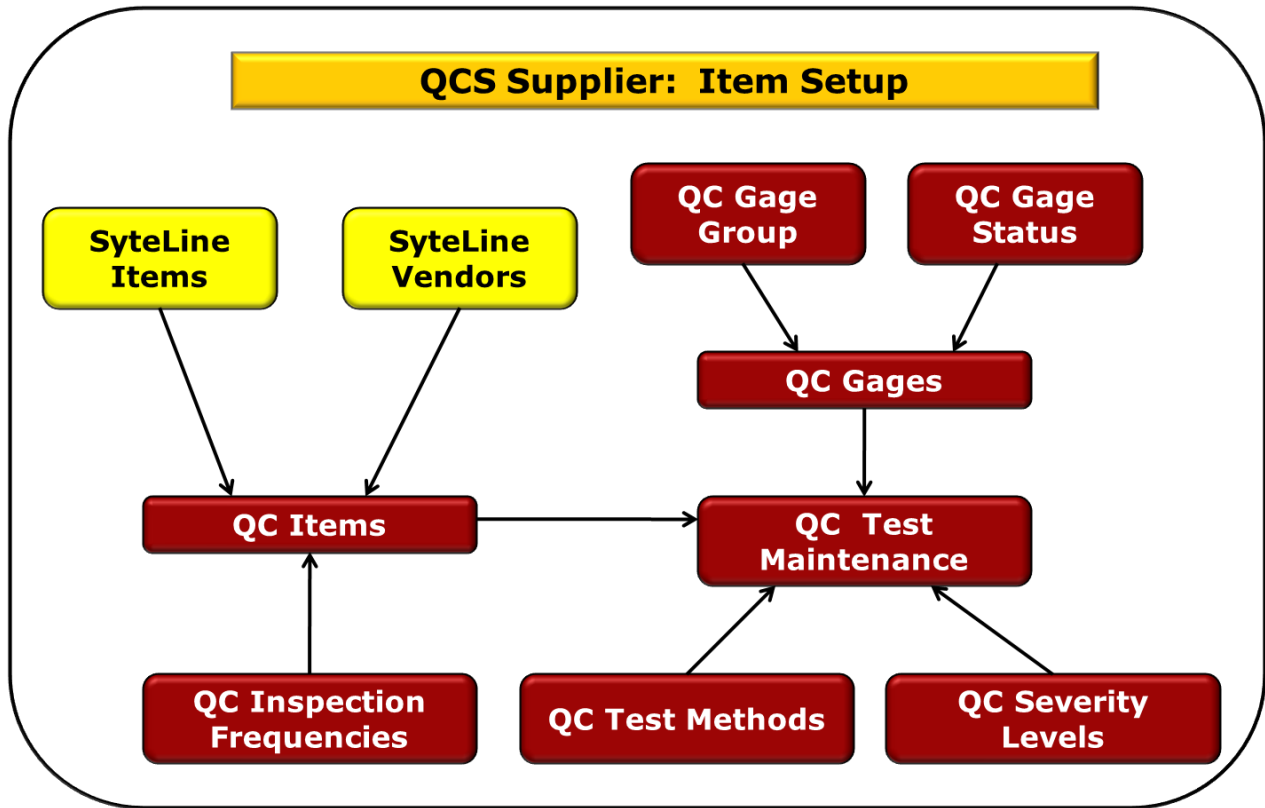 QCS Supplier:  Item Setup
QC Gage
Group
QC Gage
Status
SyteLine
Items
SyteLine
Vendors
QC Gages
QC Items
QC  Test
Maintenance
QC Inspection
Frequencies
QC Test Methods
QC Severity
Levels